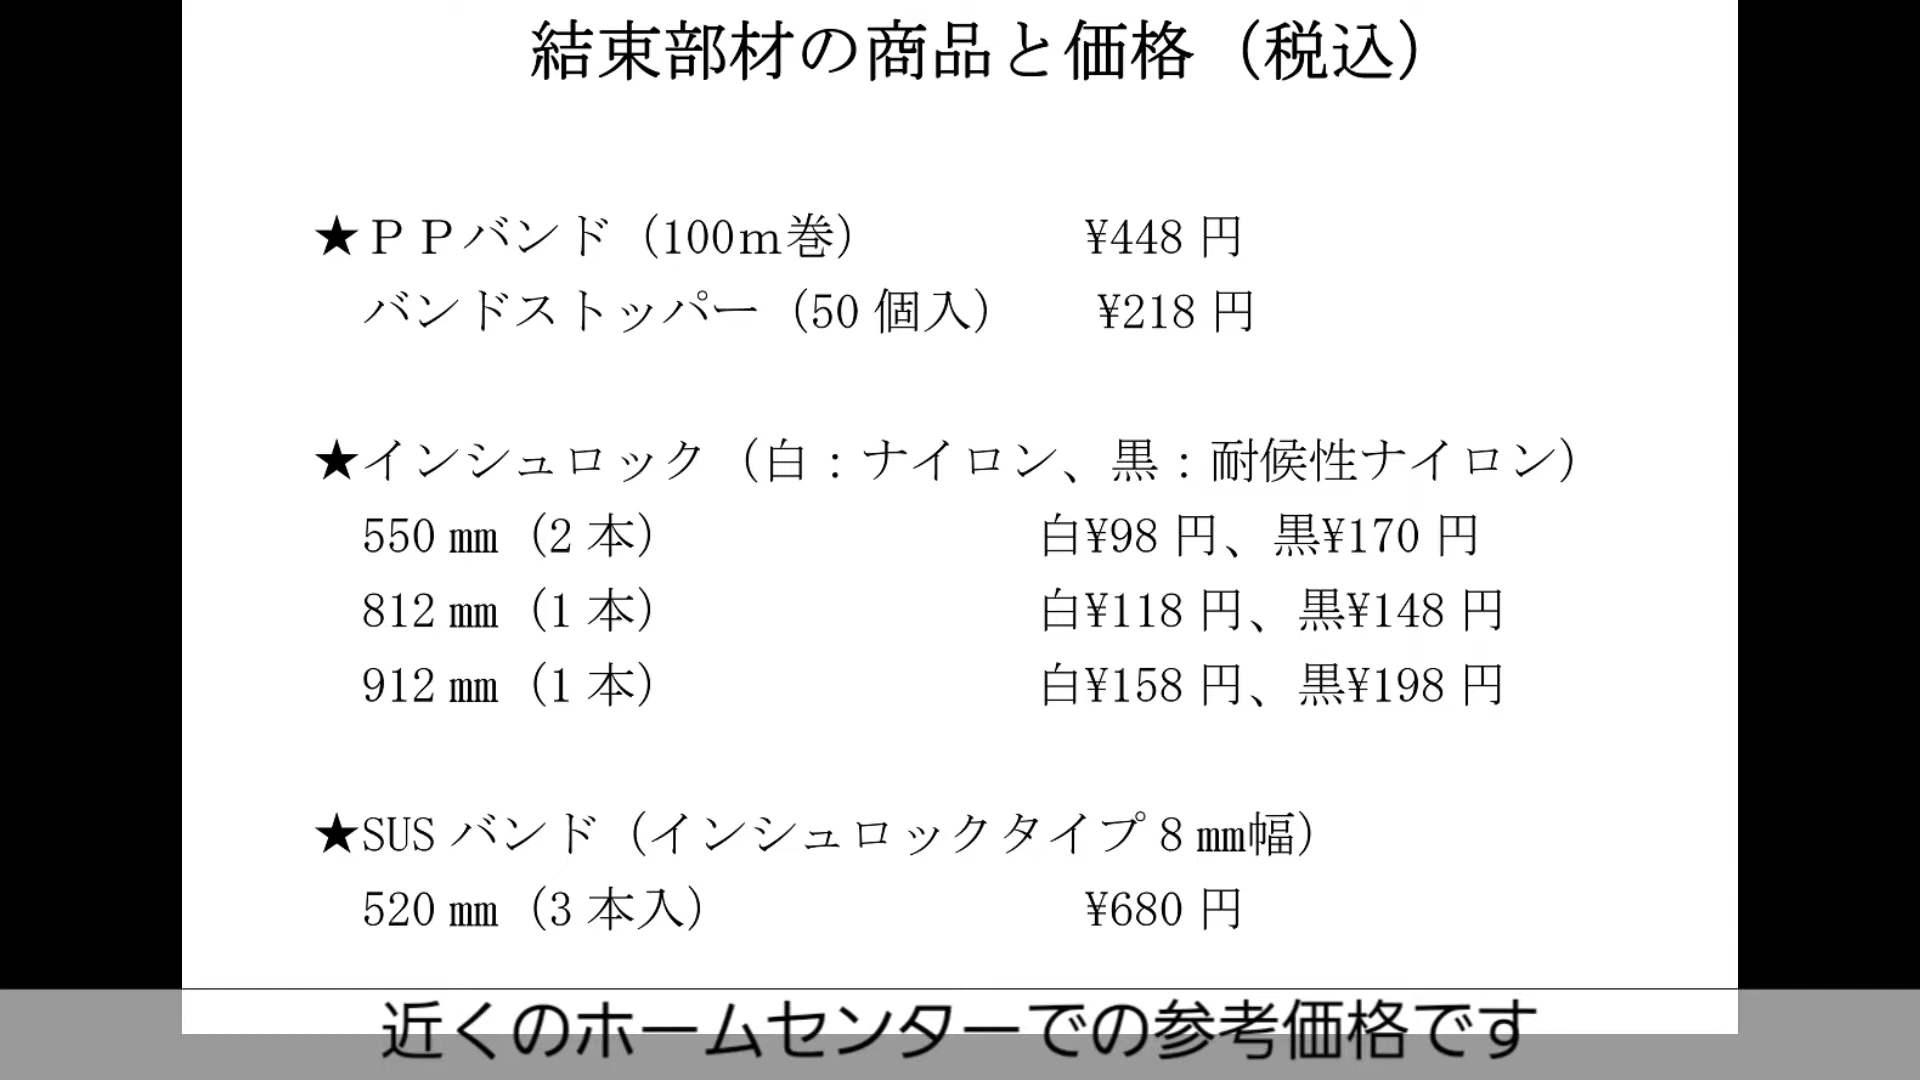 結束部材の商品と価格（税込）
★ＰＰバンド（100ｍ巻） ¥448 円
バンドストッパー（50 個入） ¥218 円
★インシュロック（白：ナイロン、黒：耐候性ナイロン）
550 ㎜（2 本） 白¥98 円、黒¥170 円
812 ㎜（1 本） 白¥118 円、黒¥148 円
912 ㎜（1 本） 白¥158 円、黒¥198 円
★SUS バンド（インシュロックタイプ 8 ㎜幅）
520 ㎜（3 本入） ¥680 円
近くのホームセンターでの参考価格です